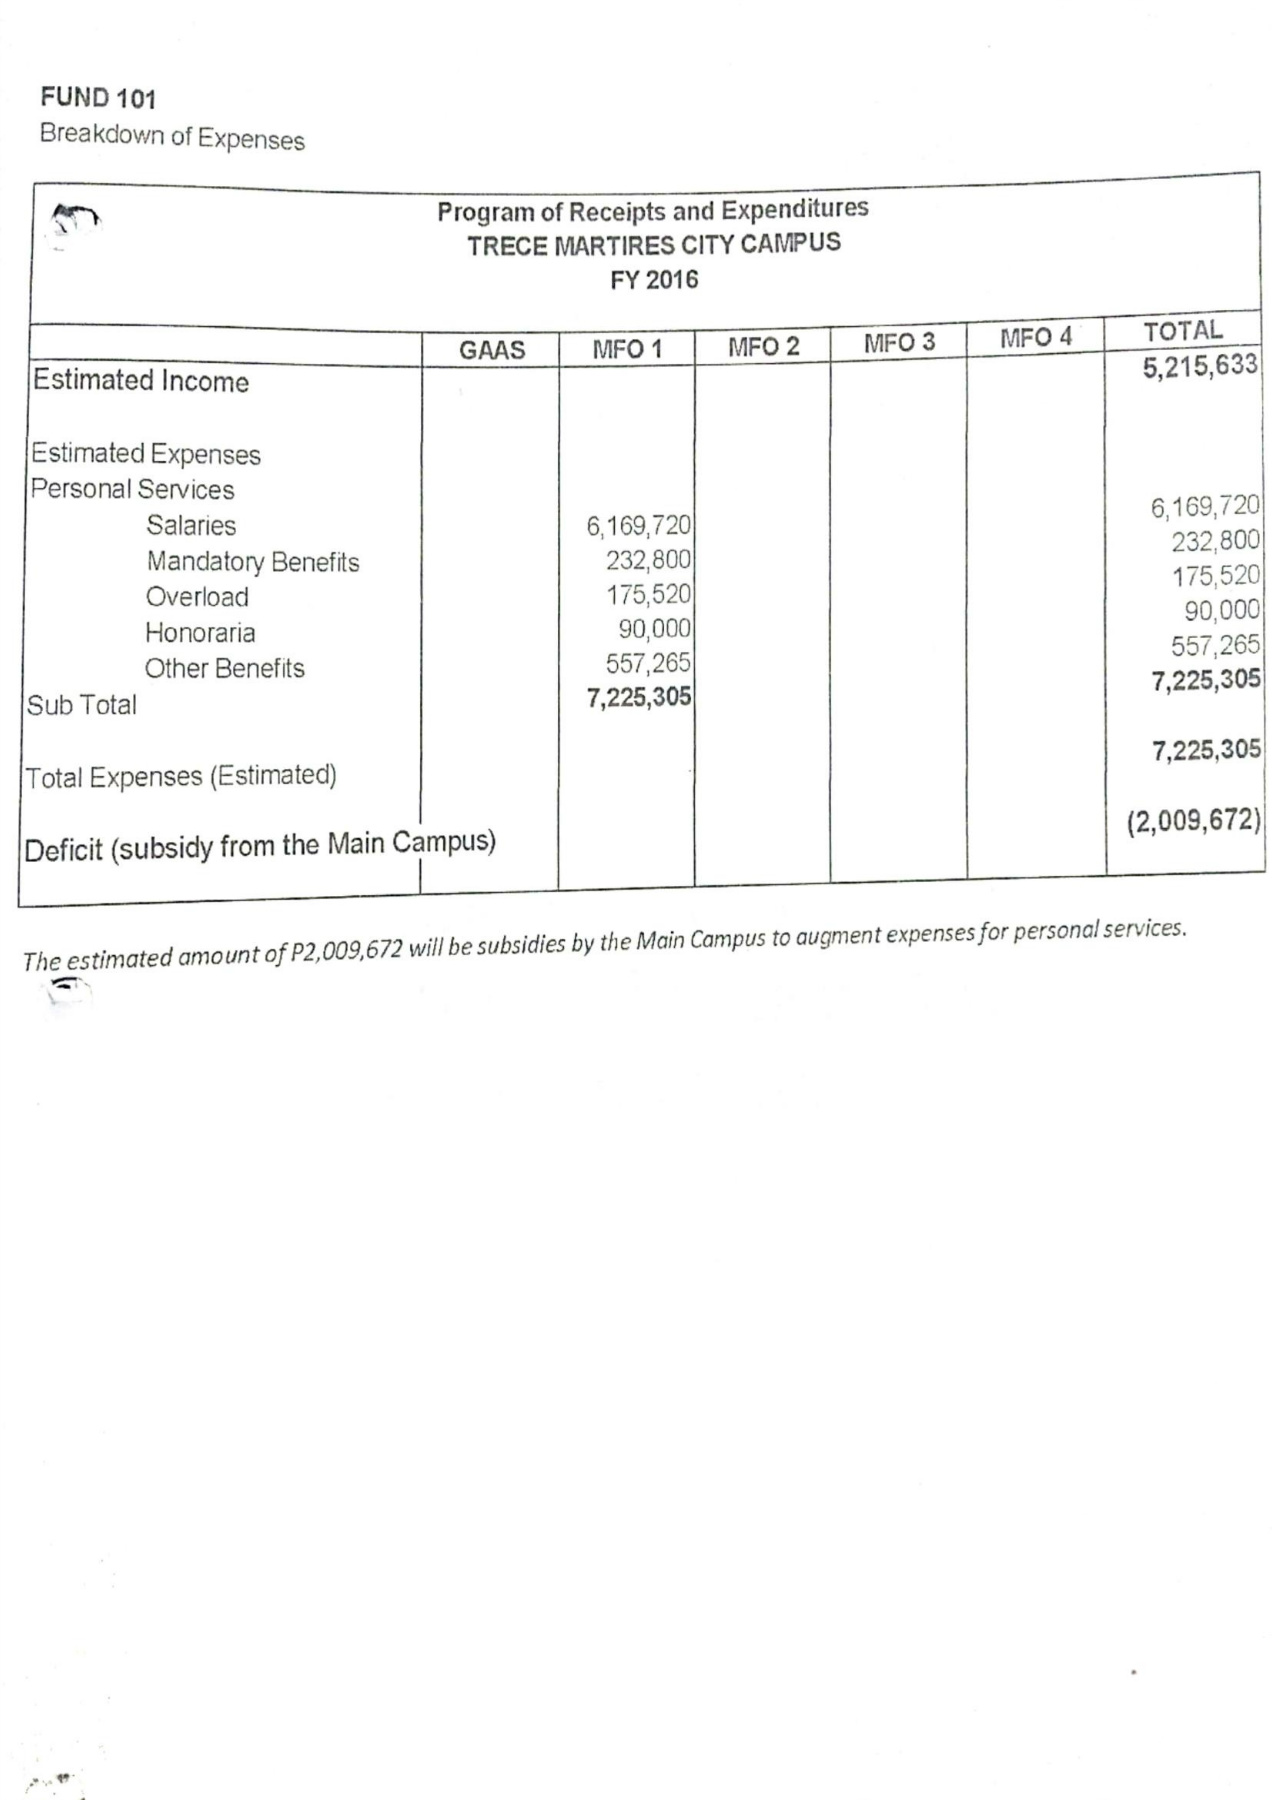 FUND 101
Breakdown of Expenses
Program of Receipts and Expenditures
TRECE MARTIRES CITY CAMPUS
FY 2016
GAAS MFO 1 MFO 2 MFO 3 MFO 4 TOTAL
Estimated Income 5,215,633
Estimated Expenses
Personal Services
Salaries 6,169,720 6,169,720
Mandatory Benefits 232,800 232,800
Overload 175,520 175,520
Honoraria 90,000 90,000
Other Benefits 557,265 557,265
Sub Total 7,225,305 7,225,305
Total Expenses (Estimated) 7,225,305
Deficit (subsidy from the Main Campus) (2,009,672)
The estimated amount of P2,009,672 will be subsidies by the Main Campus to augment expenses for personal services.